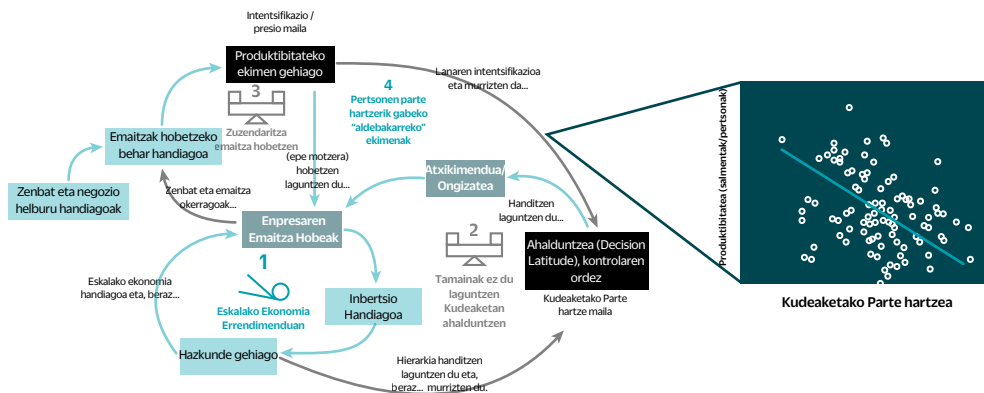 Intentsifikazio /
presio maila
Produktibitateko
ekimen gehiago
Lanaren intentsifikazioa
eta murrizten da...
4
Pertsonen parte
hartzerik gabeko
"aldebakarreko"
ekimenak
3
Zuzendaritza
emaitza hobetzen
Emaitzak hobetzeko
behar handiagoa
Zenbat eta negozio
helburu handiagoak
Zenbat eta emaitza
okerragoak...
(epe motzera)
hobetzen
laguntzen du...
Atxikimendua/
Ongizatea
Handitzen
laguntzen du...
Enpresaren
Emaitza Hobeak
2
Tamainak ez du
laguntzen
Kudeaketan
ahalduntzen
Ahalduntzea (Decision
Latitude), kontrolaren
ordez
Kudeaketako Parte
hartze maila
1
Eskalako Ekonomia
Errendimenduan
Eskalako ekonomia
handiagoa eta, beraz...
Inbertsio
Handiagoa
Hazkunde gehiago
Hierarkia handitzen
laguntzen du eta,
beraz... murrizten du.
Produktibitatea (salmentak/pertsonak)
Kudeaketako Parte hartzea